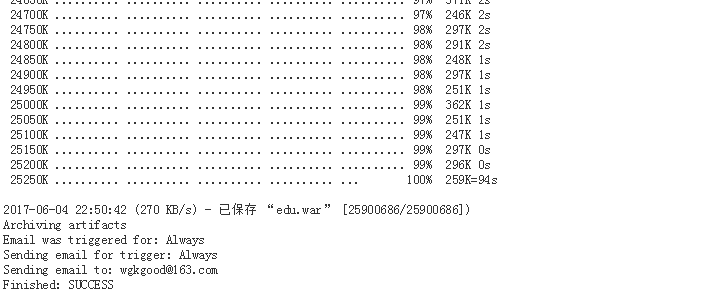 24700K .......... .......... .......... .......... .......... 97%  246K 2s
24750K .......... .......... .......... .......... .......... 98%  297K 2s
24800K .......... .......... .......... .......... .......... 98%  291K 2s
24850K .......... .......... .......... .......... .......... 98%  248K 1s
24900K .......... .......... .......... .......... .......... 98%  297K 1s
24950K .......... .......... .......... .......... .......... 98%  251K 1s
25000K .......... .......... .......... .......... .......... 99%  362K 1s
25050K .......... .......... .......... .......... .......... 99%  251K 1s
25100K .......... .......... .......... .......... .......... 99%  247K 1s
25150K .......... .......... .......... .......... .......... 99%  297K 0s
25200K .......... .......... .......... .......... .......... 99%  296K 0s
25250K .......... .......... .......... .......... ...       100%  259K=94s
2017-06-04 22:50:42 (270 KB/s) - 已保存 “edu.war” [25900686/25900686])
Archiving artifacts
Email was triggered for: Always
Sending email for trigger: Always
Sending email to: wgkgood@163.com
Finished: SUCCESS